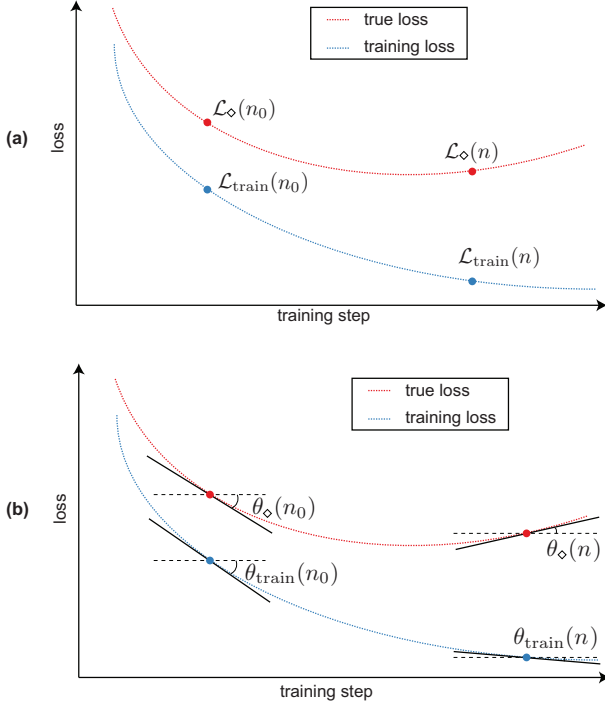 true loss
training loss
(a)
loss
ℒ◇(n₀)
ℒ◇(n)
ℒtrain(n₀)
ℒtrain(n)
training step
true loss
training loss
(b)
loss
θ◇(n₀)
θ◇(n)
θtrain(n₀)
θtrain(n)
training step